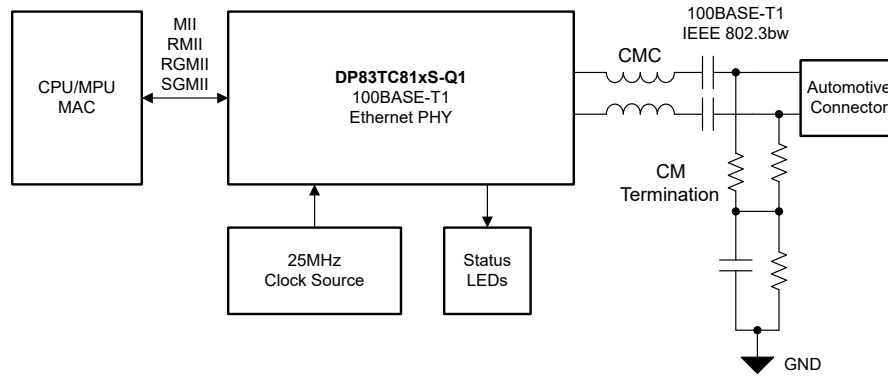 CPU/MPU
MAC
MII
RMII
RGMII
SGMII
DP83TC81xS-Q1
100BASE-T1
Ethernet PHY
CMC
100BASE-T1
IEEE 802.3bw
Automotive
Connector
CM
Termination
25MHz
Clock Source
Status
LEDs
GND